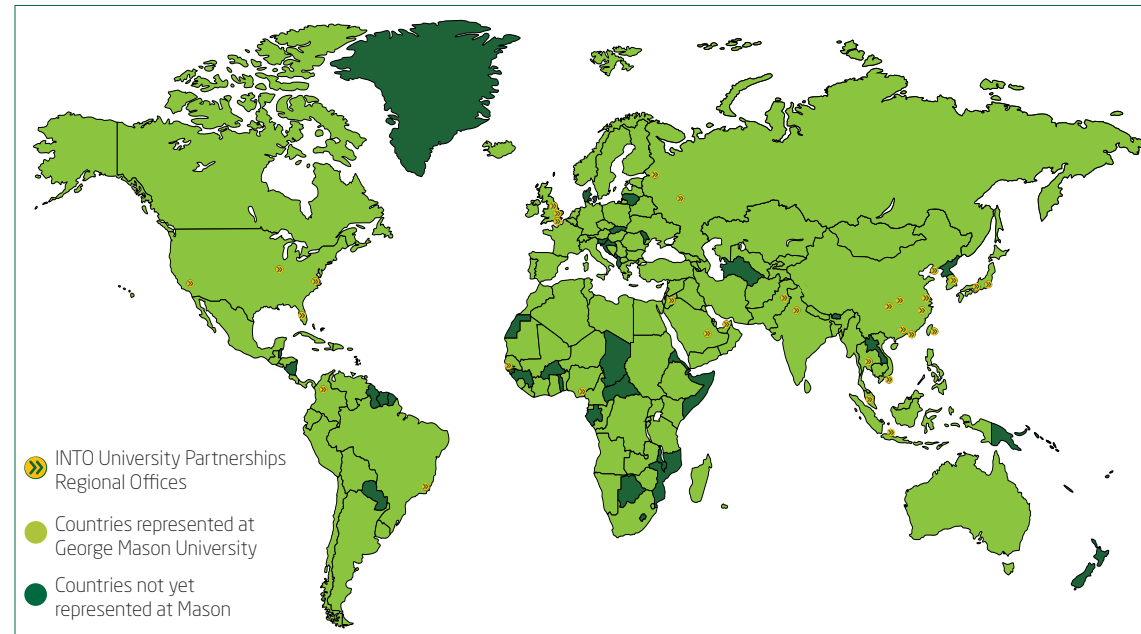 INTO University Partnerships
Regional Offices
Countries represented at
George Mason University
Countries not yet
represented at Mason